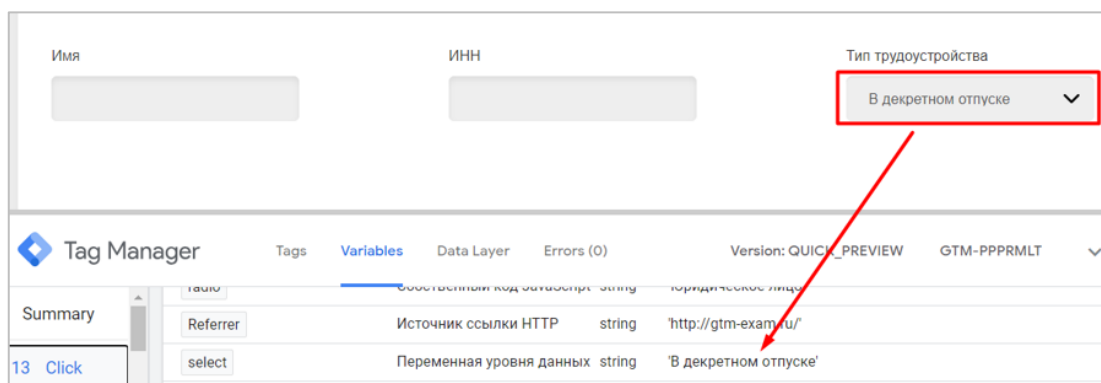 Имя ИНН Тип трудоустройства
В декретном отпуске
Tag Manager Tags Variables Data Layer Errors (0) Version: QUICK_PREVIEW GTM-PPPRMLT
Summary
Referrer Источник ссылки HTTP string 'http://gtm-exam.ru/'
13 Click select Переменная уровня данных string 'В декретном отпуске'